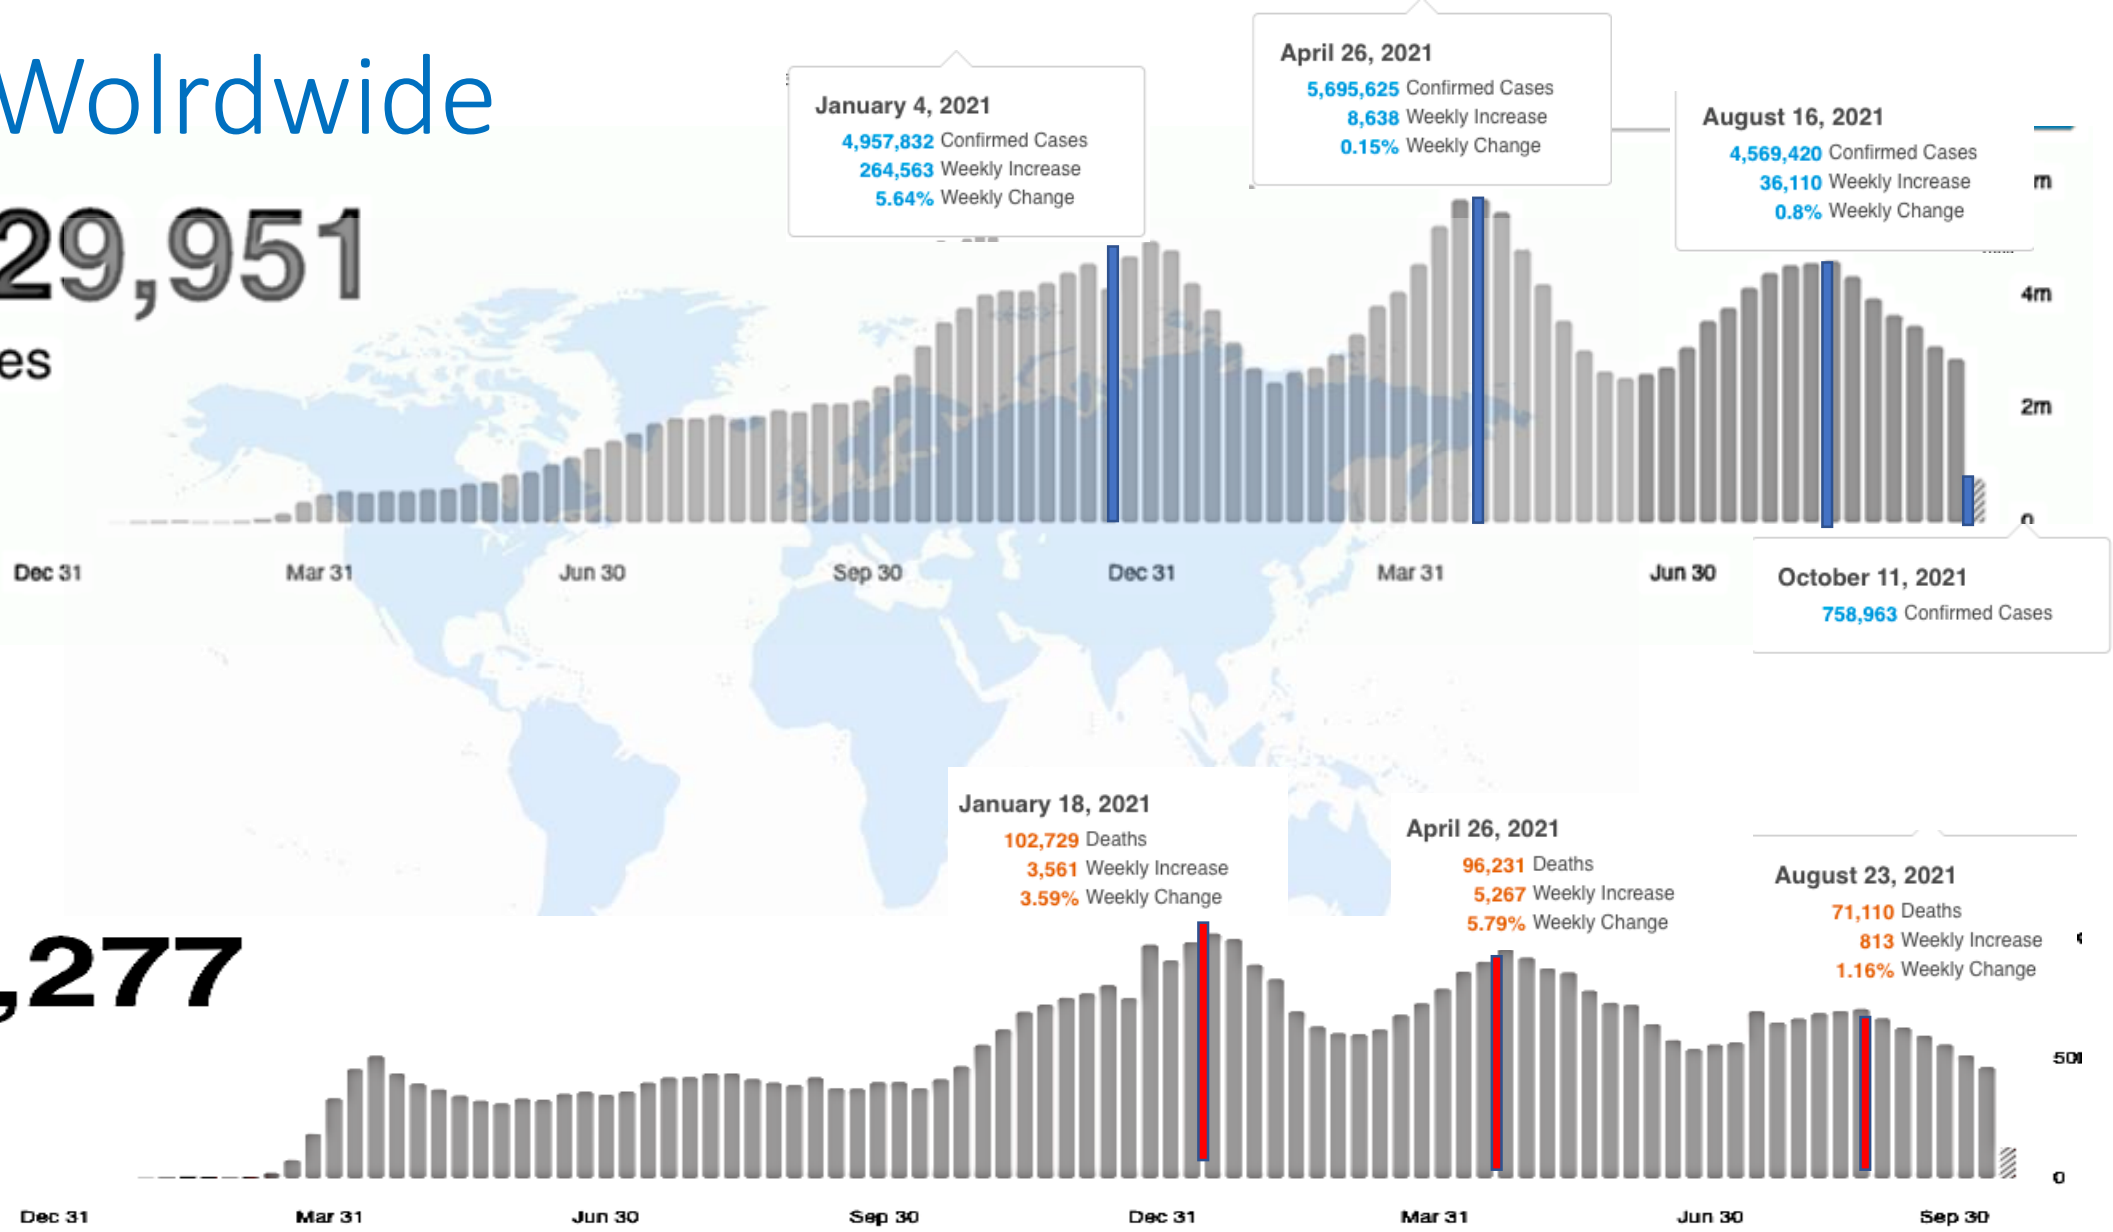 Wolrdwide
April 26, 2021
5,695,625 Confirmed Cases
8,638 Weekly Increase
0.15% Weekly Change
January 4, 2021
4,957,832 Confirmed Cases
264,563 Weekly Increase
5.64% Weekly Change
August 16, 2021
4,569,420 Confirmed Cases
36,110 Weekly Increase
0.8% Weekly Change
29,951
es
m
4m
2m
0
Dec 31 Mar 31 Jun 30 Sep 30 Dec 31 Mar 31 Jun 30
October 11, 2021
758,963 Confirmed Cases
January 18, 2021
102,729 Deaths
3,561 Weekly Increase
3.59% Weekly Change
April 26, 2021
96,231 Deaths
5,267 Weekly Increase
5.79% Weekly Change
August 23, 2021
71,110 Deaths
813 Weekly Increase
1.16% Weekly Change
,277
50
0
Dec 31 Mar 31 Jun 30 Sep 30 Dec 31 Mar 31 Jun 30 Sep 30